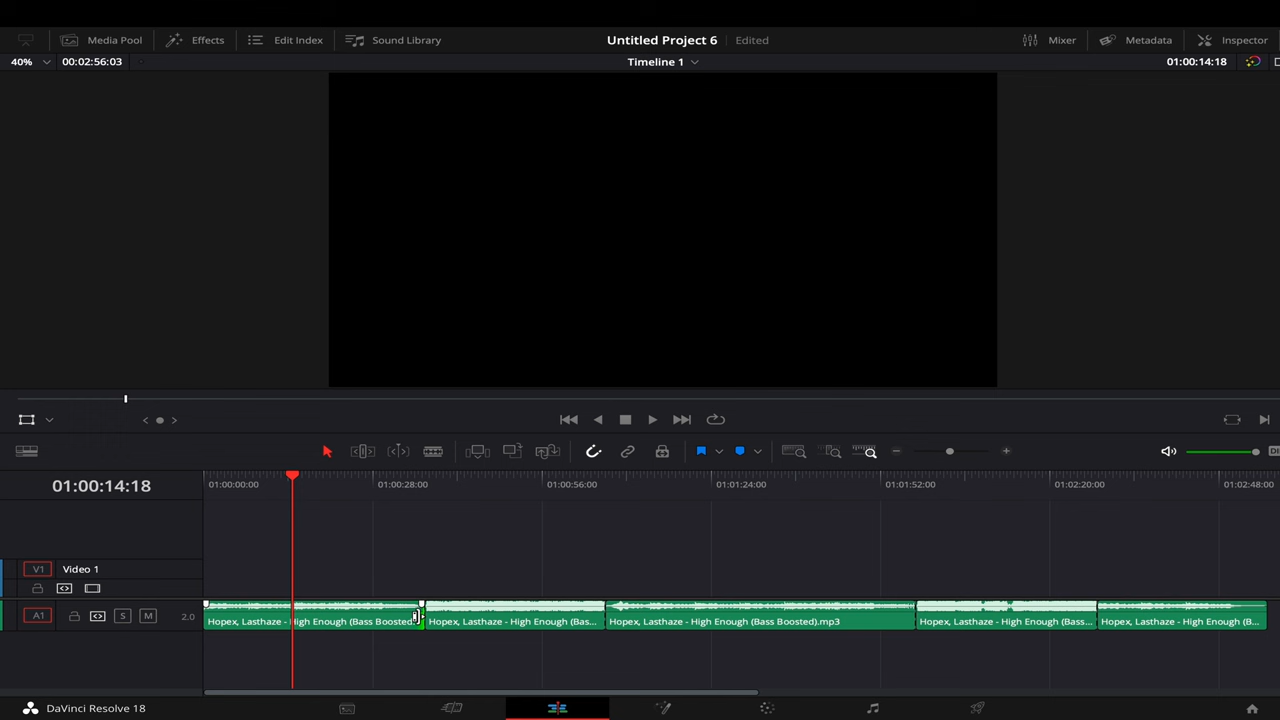 Media Pool Effects Edit Index Sound Library Untitled Project 6 Edited Mixer Metadata Inspector
40% 00:02:56:03 Timeline 1 01:00:14:18
01:00:14:18 01:00:00:00 01:00:28:00 01:00:56:00 01:01:24:00 01:01:52:00 01:02:20:00 01:02:48:00
V1 Video 1
A1 S M 2.0
Hopex, Lasthaze - High Enough (Bass Boosted) Hopex, Lasthaze - High Enough (Bas... Hopex, Lasthaze - High Enough (Bass Boosted).mp3 Hopex, Lasthaze - High Enough (Bass... Hopex, Lasthaze - High Enough (B...
DaVinci Resolve 18